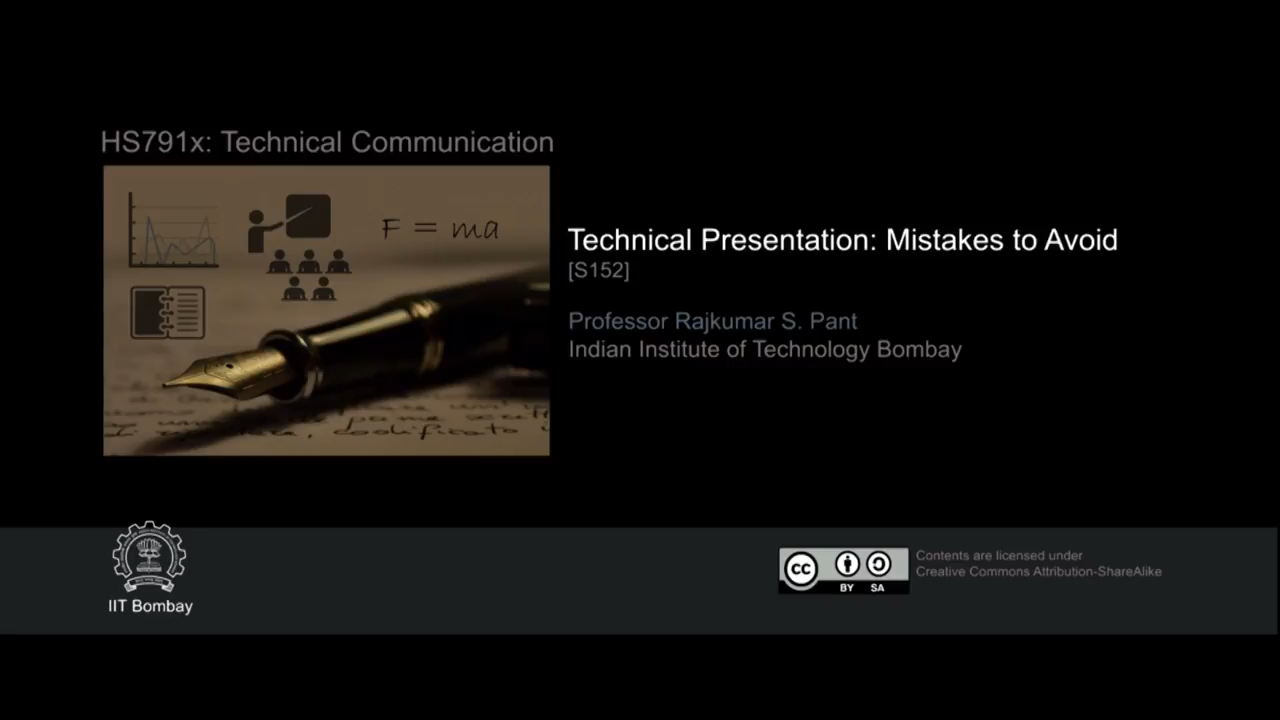 HS791x: Technical Communication
F = ma
Technical Presentation: Mistakes to Avoid
[S152]
Professor Rajkumar S. Pant
Indian Institute of Technology Bombay
IIT Bombay
CC
BY SA
Contents are licensed under
Creative Commons Attribution-ShareAlike